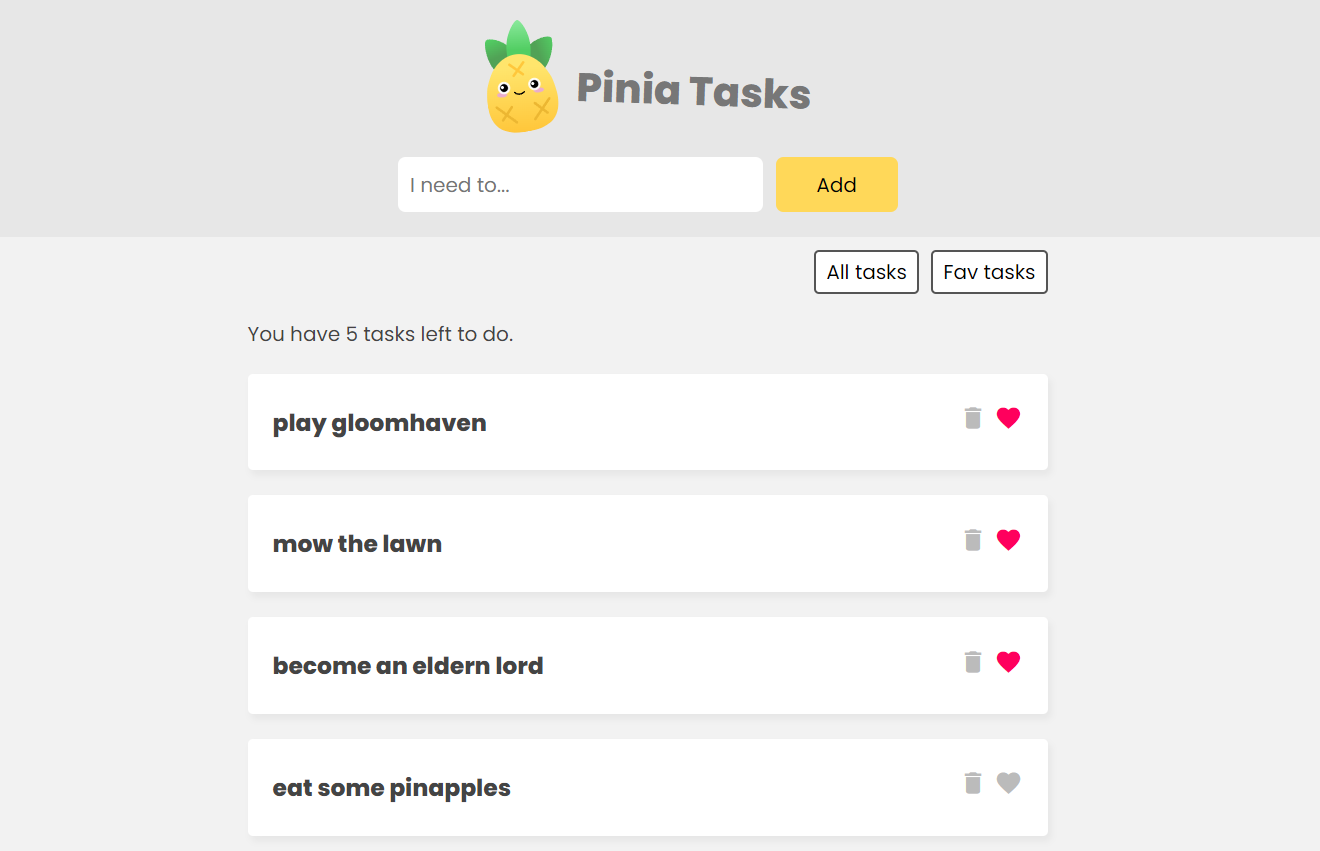 Pinia Tasks
I need to...
Add
All tasks
Fav tasks
You have 5 tasks left to do.
play gloomhaven
mow the lawn
become an eldern lord
eat some pinapples